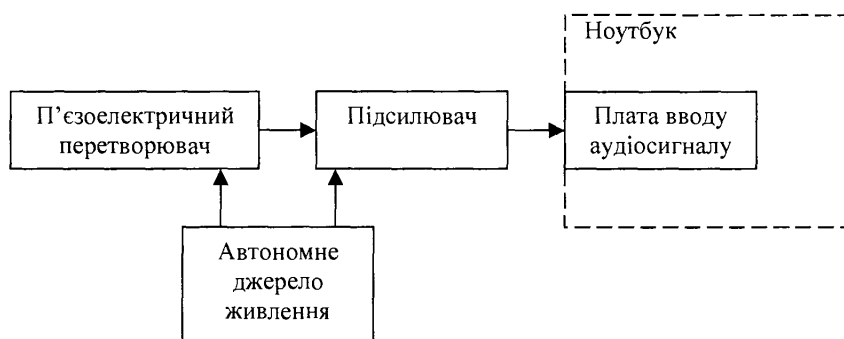 Ноутбук
П’єзоелектричний
перетворювач
Підсилювач
Плата вводу
аудіосигналу
Автономне
джерело
живлення